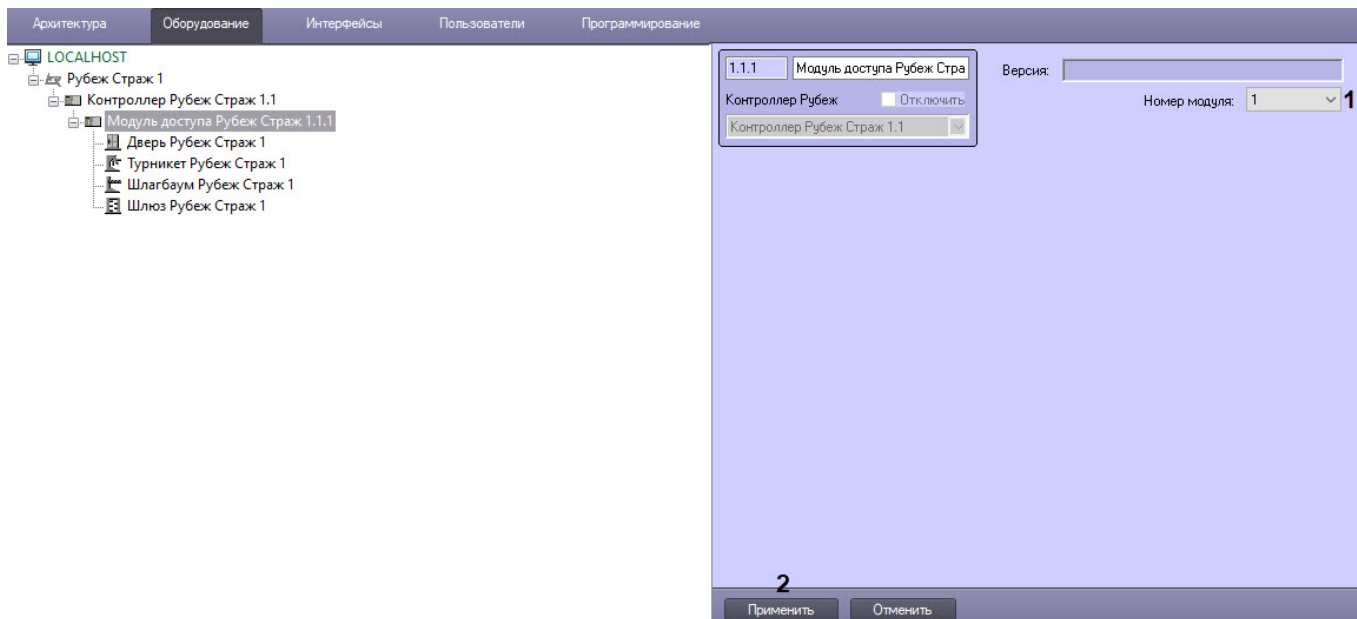 Архитектура Оборудование Интерфейсы Пользователи Программирование
LOCALHOST
Рубеж Страж 1
Контроллер Рубеж Страж 1.1
Модуль доступа Рубеж Страж 1.1.1
Дверь Рубеж Страж 1
Турникет Рубеж Страж 1
Шлагбаум Рубеж Страж 1
Шлюз Рубеж Страж 1
1.1.1 Модуль доступа Рубеж Стра
Контроллер Рубеж Отключить
Контроллер Рубеж Страж 1.1
Версия:
Номер модуля: 1 1
2
Применить Отменить